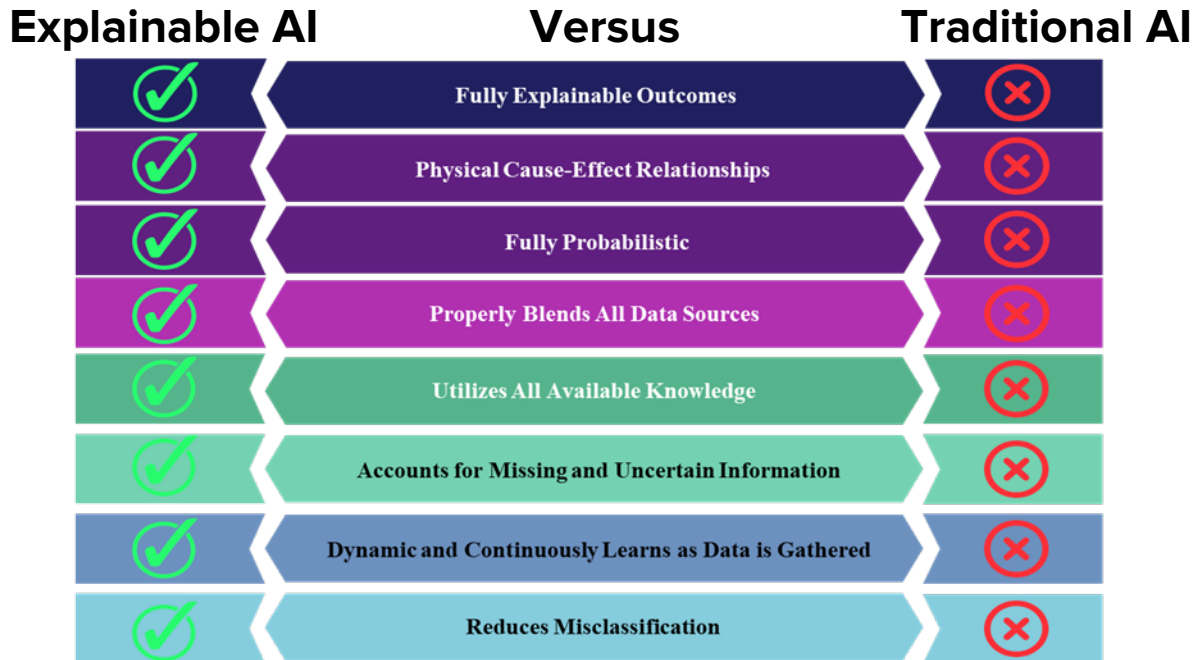 Explainable AI Versus Traditional AI
Fully Explainable Outcomes
Physical Cause-Effect Relationships
Fully Probabilistic
Properly Blends All Data Sources
Utilizes All Available Knowledge
Accounts for Missing and Uncertain Information
Dynamic and Continuously Learns as Data is Gathered
Reduces Misclassification